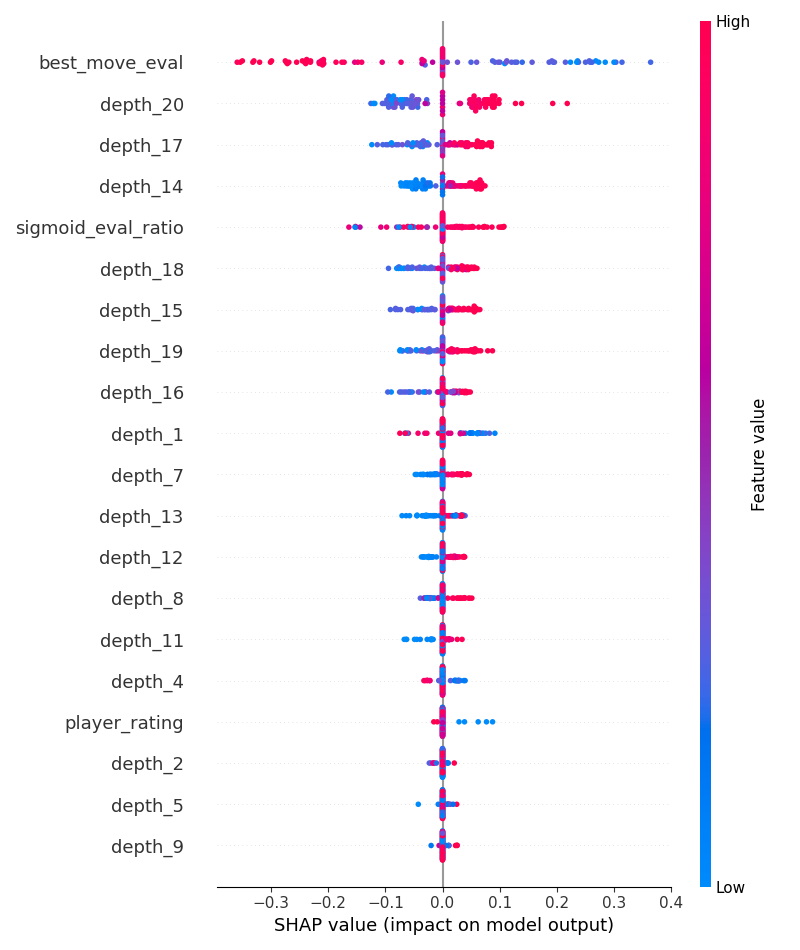 High
best_move_eval
depth_20
depth_17
depth_14
sigmoid_eval_ratio
depth_18
depth_15
depth_19
depth_16
depth_1
depth_7
depth_13
depth_12
depth_8
depth_11
depth_4
player_rating
depth_2
depth_5
depth_9
Feature value
Low
−0.3 −0.2 −0.1 0.0 0.1 0.2 0.3 0.4
SHAP value (impact on model output)